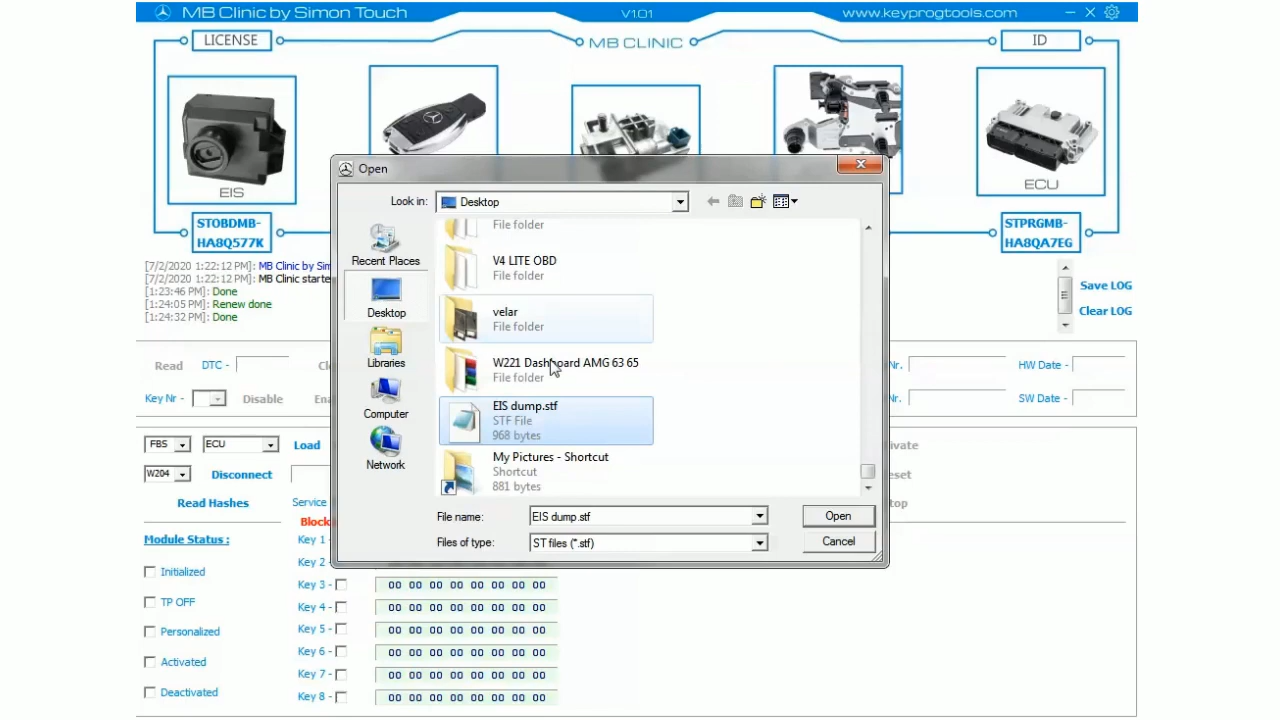 MB Clinic by Simon Touch
V1.01
www.keyprogtools.com
LICENSE
MB CLINIC
ID
EIS
ECU
STOBDMB-
HA8Q577K
STPRGMB-
HA8QA7EG
[7/2/2020 1:22:12 PM]: MB Clinic by Sim
[7/2/2020 1:22:12 PM]: MB Clinic starte
[1:23:46 PM]: Done
[1:24:05 PM]: Renew done
[1:24:32 PM]: Done
Save LOG
Clear LOG
Read DTC - Cl
Nr. HW Date -
Key Nr - Disable Ena
Nr. SW Date -
FBS ECU Load
W204 Disconnect
Read Hashes Service
Block
vate
eset
top
Module Status :
Initialized
TP OFF
Personalized
Activated
Deactivated
Key 1 -
Key 2
Key 3 - 00 00 00 00 00 00 00 00
Key 4 - 00 00 00 00 00 00 00 00
Key 5 - 00 00 00 00 00 00 00 00
Key 6 - 00 00 00 00 00 00 00 00
Key 7 - 00 00 00 00 00 00 00 00
Key 8 - 00 00 00 00 00 00 00 00
Open
Look in: Desktop
Recent Places
Desktop
Libraries
Computer
Network
File folder
V4 LITE OBD
File folder
velar
File folder
W221 Dashboard AMG 63 65
File folder
EIS dump.stf
STF File
968 bytes
My Pictures - Shortcut
Shortcut
881 bytes
File name: EIS dump.stf Open
Files of type: ST files (*.stf) Cancel